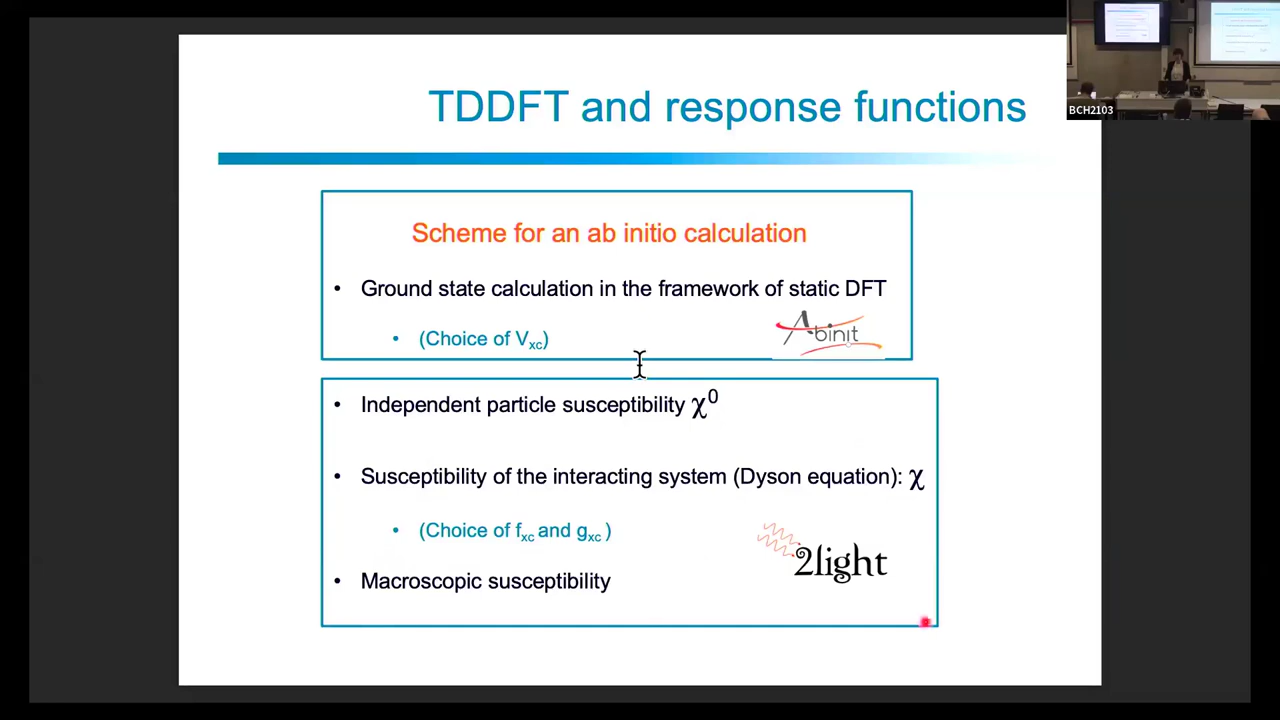 TDDFT and response functions
BCH2103
Scheme for an ab initio calculation
• Ground state calculation in the framework of static DFT
• (Choice of Vxc)
Abinit
• Independent particle susceptibility χ⁰
• Susceptibility of the interacting system (Dyson equation): χ
• (Choice of fxc and gxc )
2light
• Macroscopic susceptibility